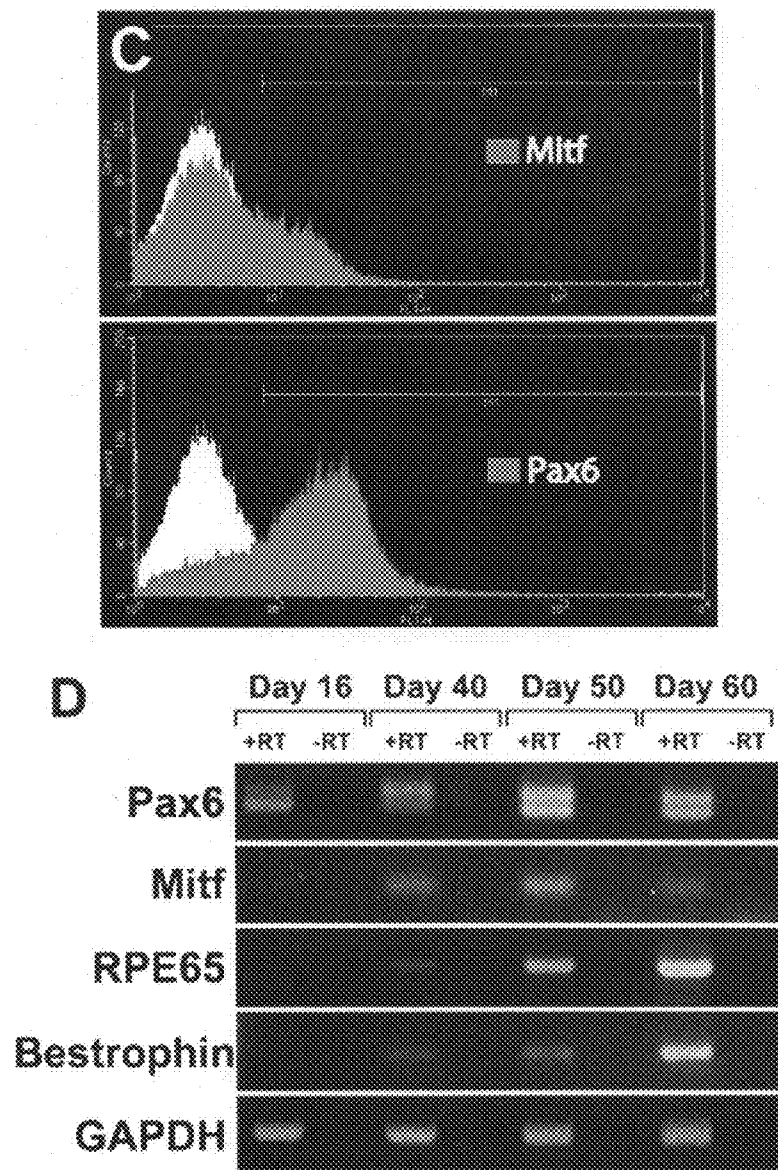 C
Mitf
Pax6
D
Day 16 Day 40 Day 50 Day 60
+RT -RT +RT -RT +RT -RT +RT -RT
Pax6
Mitf
RPE65
Bestrophin
GAPDH